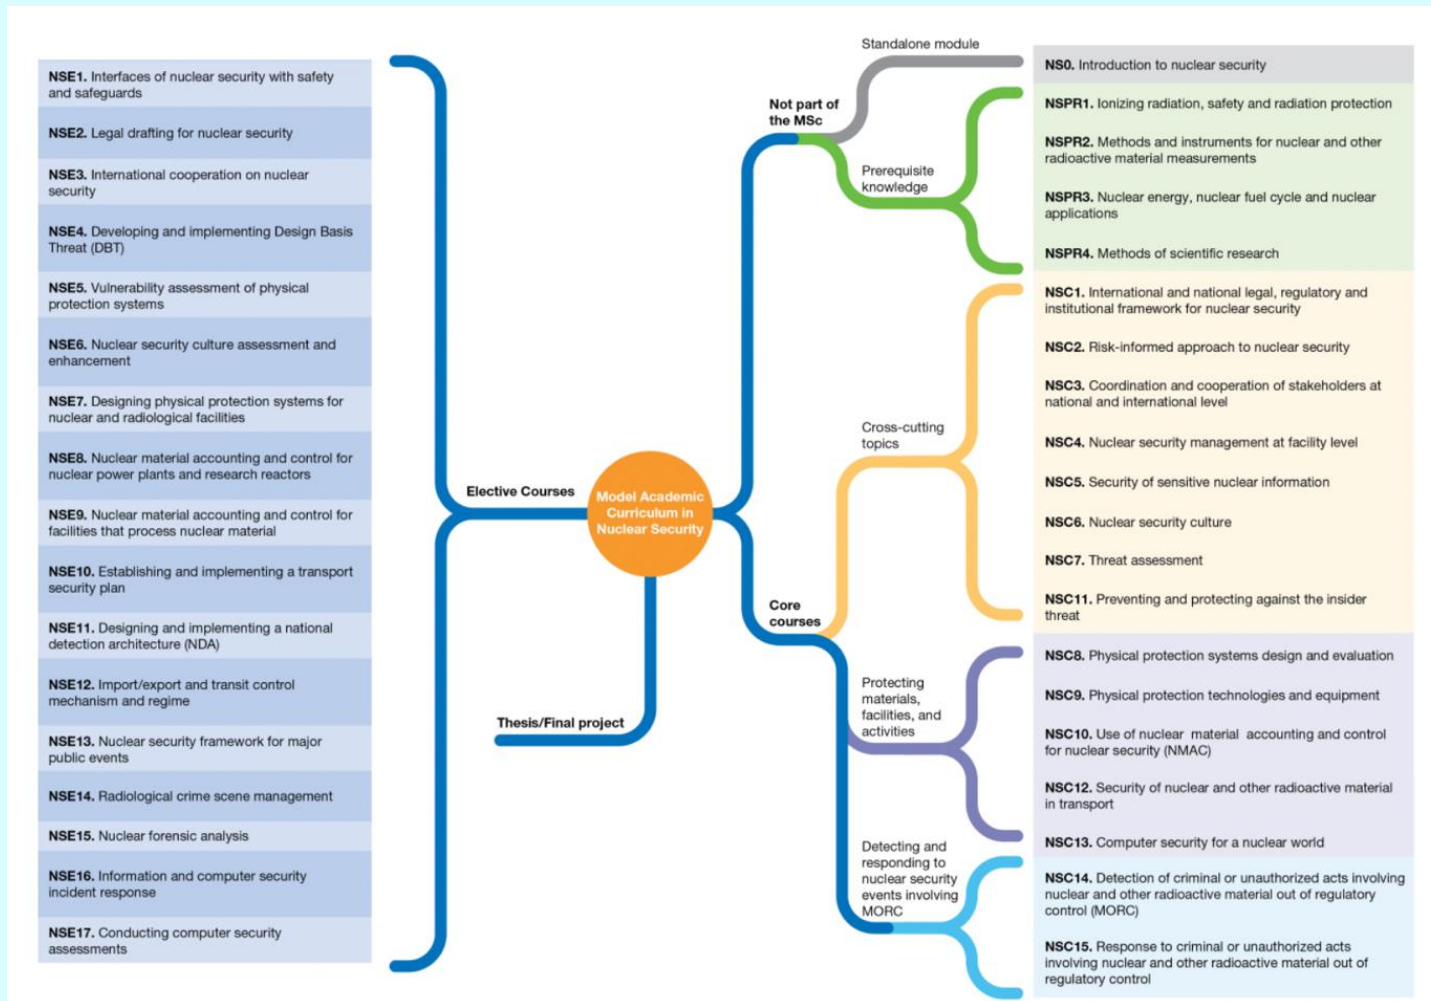 NSE1. Interfaces of nuclear security with safety
and safeguards
NSE2. Legal drafting for nuclear security
NSE3. International cooperation on nuclear
security
NSE4. Developing and implementing Design Basis
Threat (DBT)
NSE5. Vulnerability assessment of physical
protection systems
NSE6. Nuclear security culture assessment and
enhancement
NSE7. Designing physical protection systems for
nuclear and radiological facilities
NSE8. Nuclear material accounting and control for
nuclear power plants and research reactors
NSE9. Nuclear material accounting and control for
facilities that process nuclear material
NSE10. Establishing and implementing a transport
security plan
NSE11. Designing and implementing a national
detection architecture (NDA)
NSE12. Import/export and transit control
mechanism and regime
NSE13. Nuclear security framework for major
public events
NSE14. Radiological crime scene management
NSE15. Nuclear forensic analysis
NSE16. Information and computer security
incident response
NSE17. Conducting computer security
assessments
Elective Courses
Model Academic
Curriculum in
Nuclear Security
Thesis/Final project
Not part of
the MSc
Standalone module
Prerequisite
knowledge
Core
courses
Cross-cutting
topics
Protecting
materials,
facilities, and
activities
Detecting and
responding to
nuclear security
events involving
MORC
NS0. Introduction to nuclear security
NSPR1. Ionizing radiation, safety and radiation protection
NSPR2. Methods and instruments for nuclear and other
radioactive material measurements
NSPR3. Nuclear energy, nuclear fuel cycle and nuclear
applications
NSPR4. Methods of scientific research
NSC1. International and national legal, regulatory and
institutional framework for nuclear security
NSC2. Risk-informed approach to nuclear security
NSC3. Coordination and cooperation of stakeholders at
national and international level
NSC4. Nuclear security management at facility level
NSC5. Security of sensitive nuclear information
NSC6. Nuclear security culture
NSC7. Threat assessment
NSC11. Preventing and protecting against the insider
threat
NSC8. Physical protection systems design and evaluation
NSC9. Physical protection technologies and equipment
NSC10. Use of nuclear material accounting and control
for nuclear security (NMAC)
NSC12. Security of nuclear and other radioactive material
in transport
NSC13. Computer security for a nuclear world
NSC14. Detection of criminal or unauthorized acts involving
nuclear and other radioactive material out of regulatory
control (MORC)
NSC15. Response to criminal or unauthorized acts
involving nuclear and other radioactive material out of
regulatory control